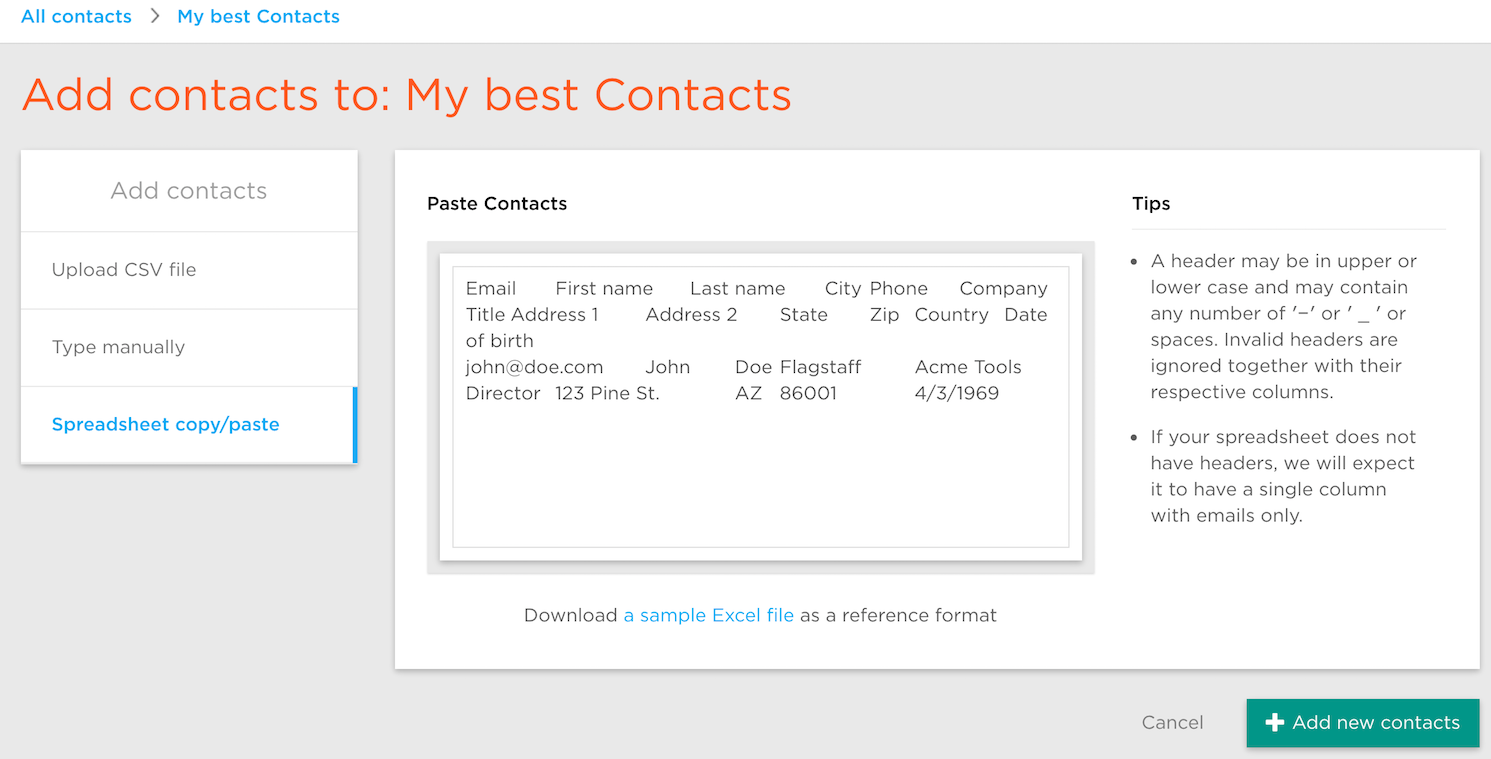 All contacts > My best Contacts
Add contacts to: My best Contacts
Add contacts
Upload CSV file
Type manually
Spreadsheet copy/paste
Paste Contacts
Email First name Last name City Phone Company
Title Address 1 Address 2 State Zip Country Date
of birth
john@doe.com John Doe Flagstaff Acme Tools
Director 123 Pine St. AZ 86001 4/3/1969
Download a sample Excel file as a reference format
Tips
• A header may be in upper or
lower case and may contain
any number of '–' or ' _ ' or
spaces. Invalid headers are
ignored together with their
respective columns.
• If your spreadsheet does not
have headers, we will expect
it to have a single column
with emails only.
Cancel
+ Add new contacts